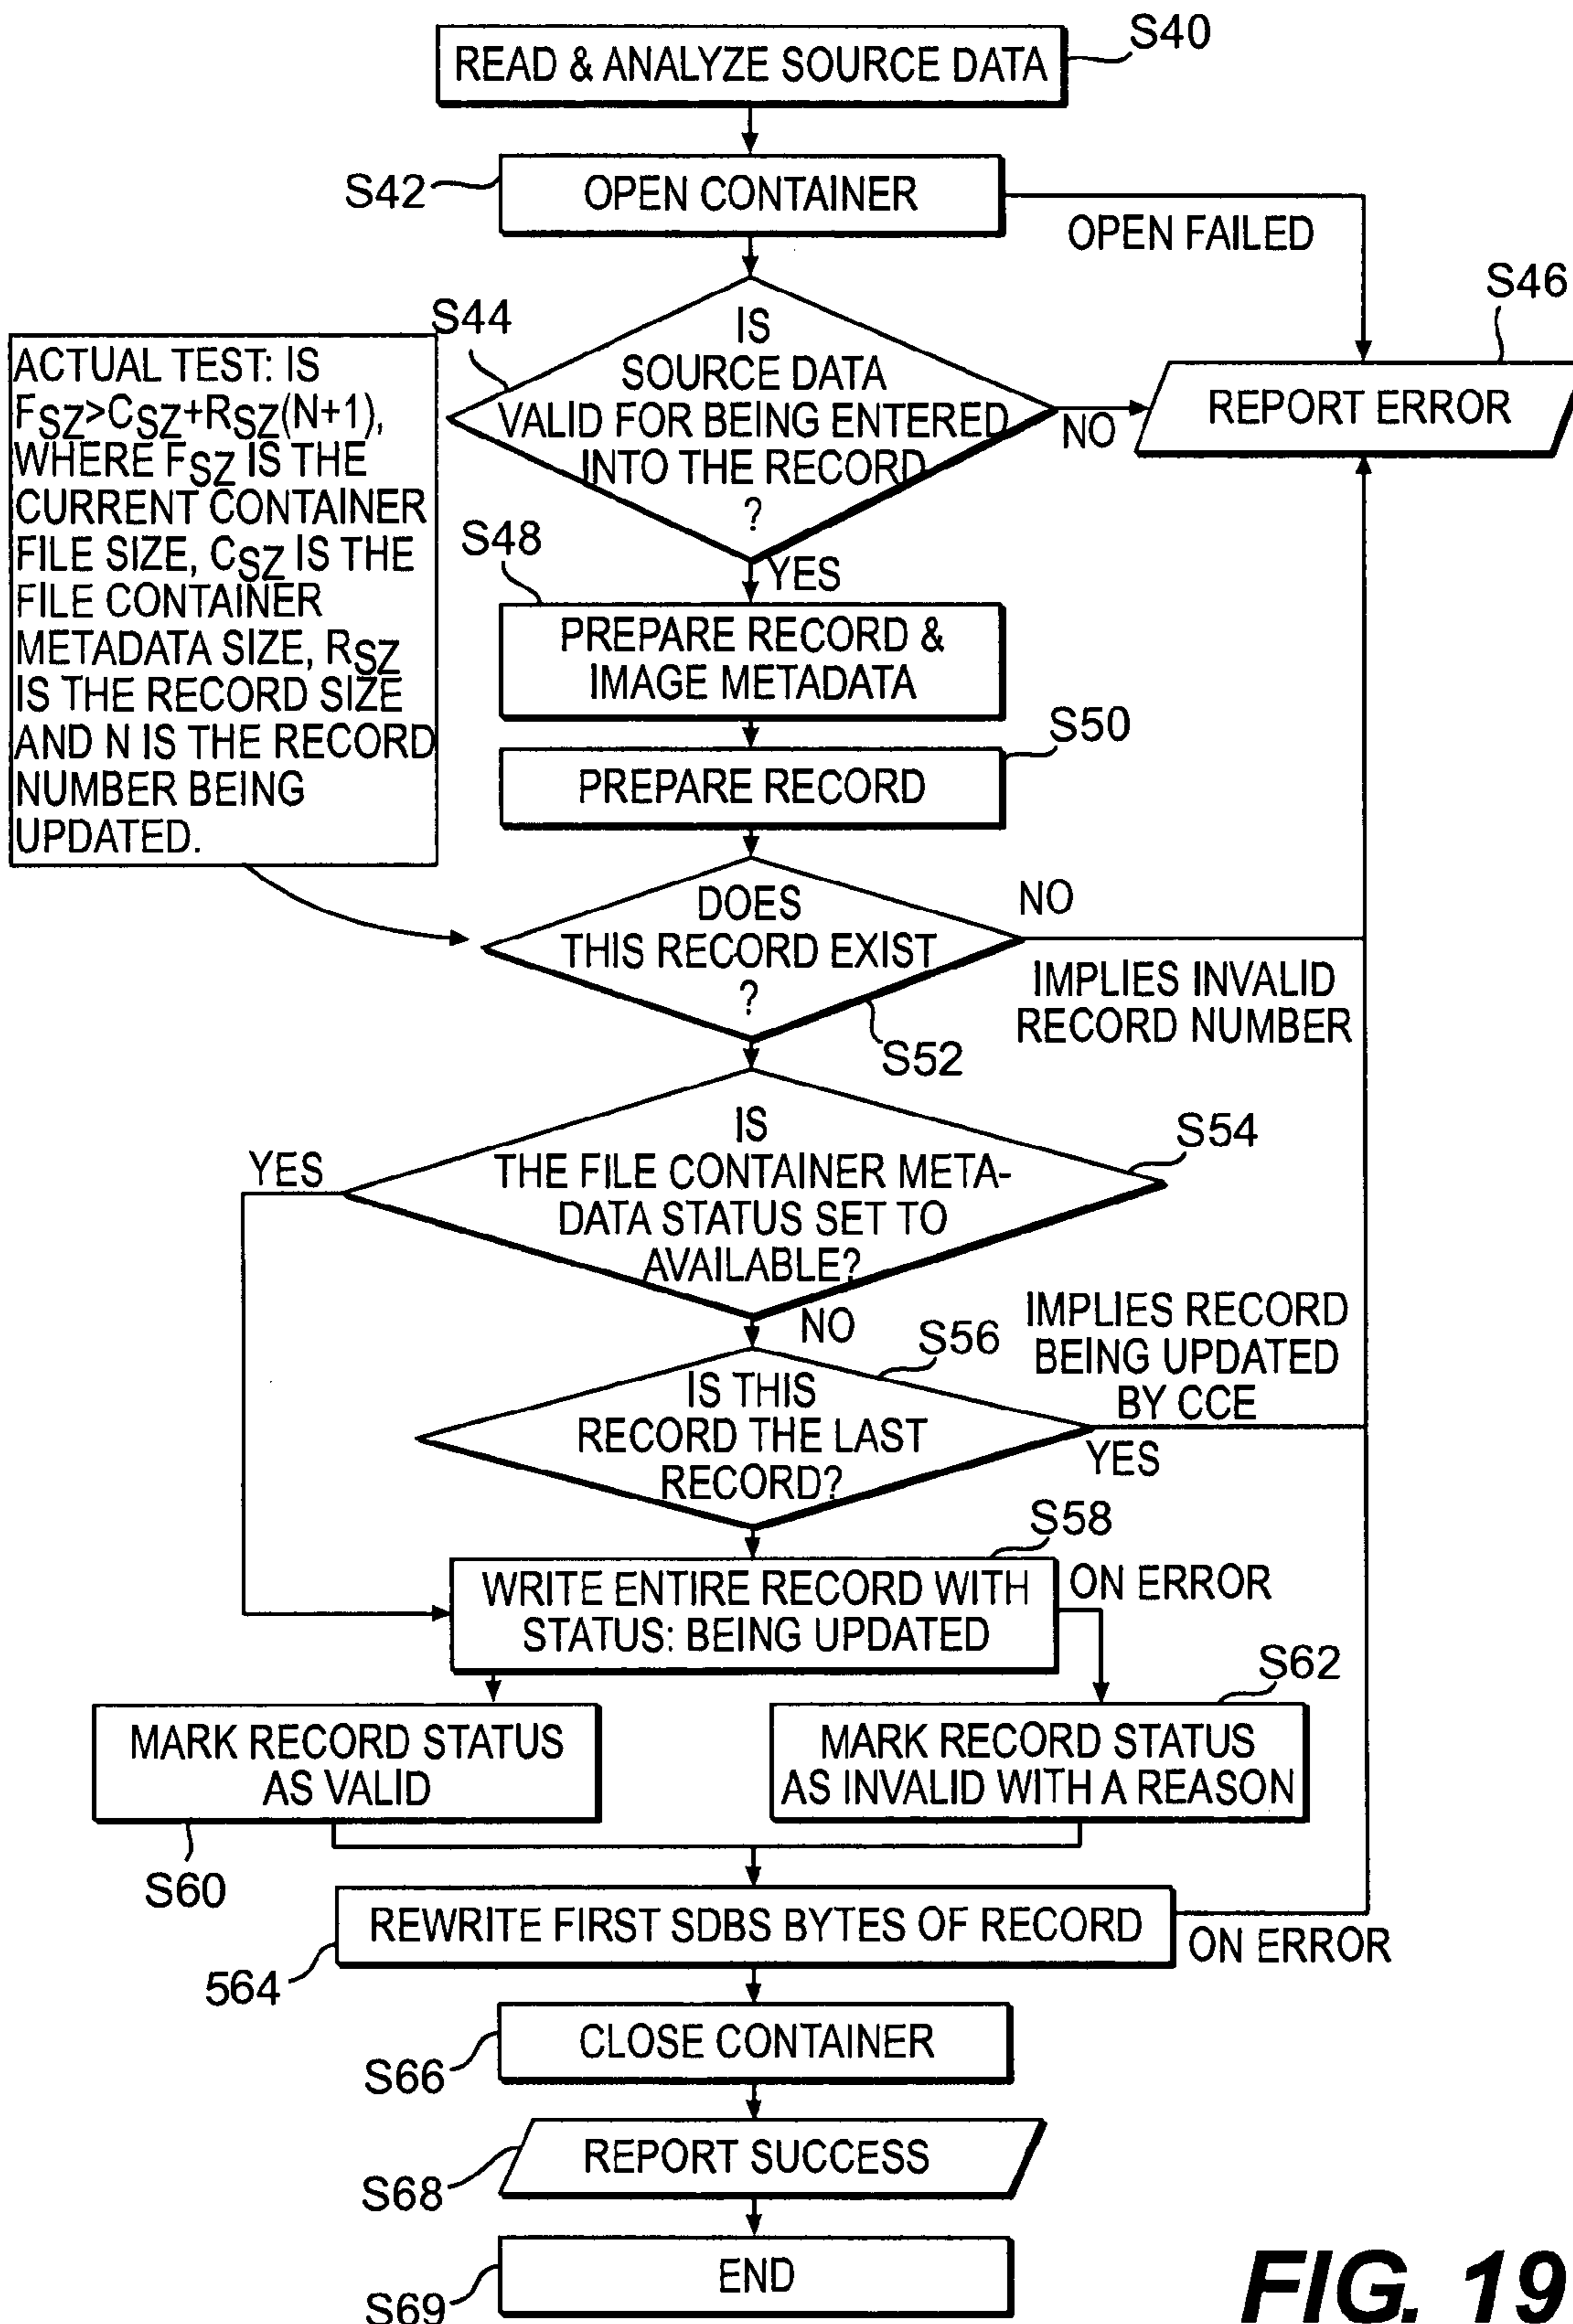 S40
READ & ANALYZE SOURCE DATA
S42
OPEN CONTAINER
OPEN FAILED
S46
REPORT ERROR
S44
IS
SOURCE DATA
VALID FOR BEING ENTERED
INTO THE RECORD
?
NO
YES
ACTUAL TEST: IS
FSZ>CSZ+RSZ(N+1),
WHERE FSZ IS THE
CURRENT CONTAINER
FILE SIZE, CSZ IS THE
FILE CONTAINER
METADATA SIZE, RSZ
IS THE RECORD SIZE
AND N IS THE RECORD
NUMBER BEING
UPDATED.
S48
PREPARE RECORD &
IMAGE METADATA
S50
PREPARE RECORD
DOES
THIS RECORD EXIST
?
NO
IMPLIES INVALID
RECORD NUMBER
S52
IS
THE FILE CONTAINER META-
DATA STATUS SET TO
AVAILABLE?
S54
YES
NO
S56
IS THIS
RECORD THE LAST
RECORD?
IMPLIES RECORD
BEING UPDATED
BY CCE
YES
S58
WRITE ENTIRE RECORD WITH
STATUS: BEING UPDATED
ON ERROR
S62
MARK RECORD STATUS
AS VALID
MARK RECORD STATUS
AS INVALID WITH A REASON
S60
REWRITE FIRST SDBS BYTES OF RECORD
ON ERROR
564
CLOSE CONTAINER
S66
REPORT SUCCESS
S68
END
S69
FIG. 19